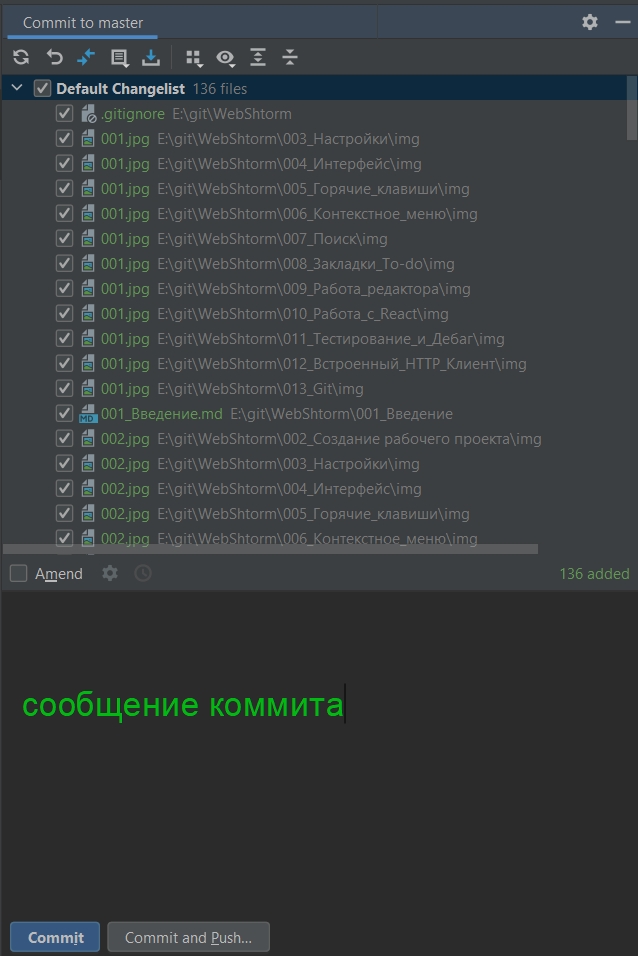 Commit to master
Default Changelist 136 files
.gitignore E:\git\WebShtorm
001.jpg E:\git\WebShtorm\003_Настройки\img
001.jpg E:\git\WebShtorm\004_Интерфейс\img
001.jpg E:\git\WebShtorm\005_Горячие_клавиши\img
001.jpg E:\git\WebShtorm\006_Контекстное_меню\img
001.jpg E:\git\WebShtorm\007_Поиск\img
001.jpg E:\git\WebShtorm\008_Закладки_To-do\img
001.jpg E:\git\WebShtorm\009_Работа_редактора\img
001.jpg E:\git\WebShtorm\010_Работа_с_React\img
001.jpg E:\git\WebShtorm\011_Тестирование_и_Дебаг\img
001.jpg E:\git\WebShtorm\012_Встроенный_HTTP_Клиент\img
001.jpg E:\git\WebShtorm\013_Git\img
MD 001_Введение.md E:\git\WebShtorm\001_Введение
002.jpg E:\git\WebShtorm\002_Создание рабочего проекта\img
002.jpg E:\git\WebShtorm\003_Настройки\img
002.jpg E:\git\WebShtorm\004_Интерфейс\img
002.jpg E:\git\WebShtorm\005_Горячие_клавиши\img
002.jpg E:\git\WebShtorm\006_Контекстное_меню\img
Amend 136 added
сообщение коммита
Commit Commit and Push...